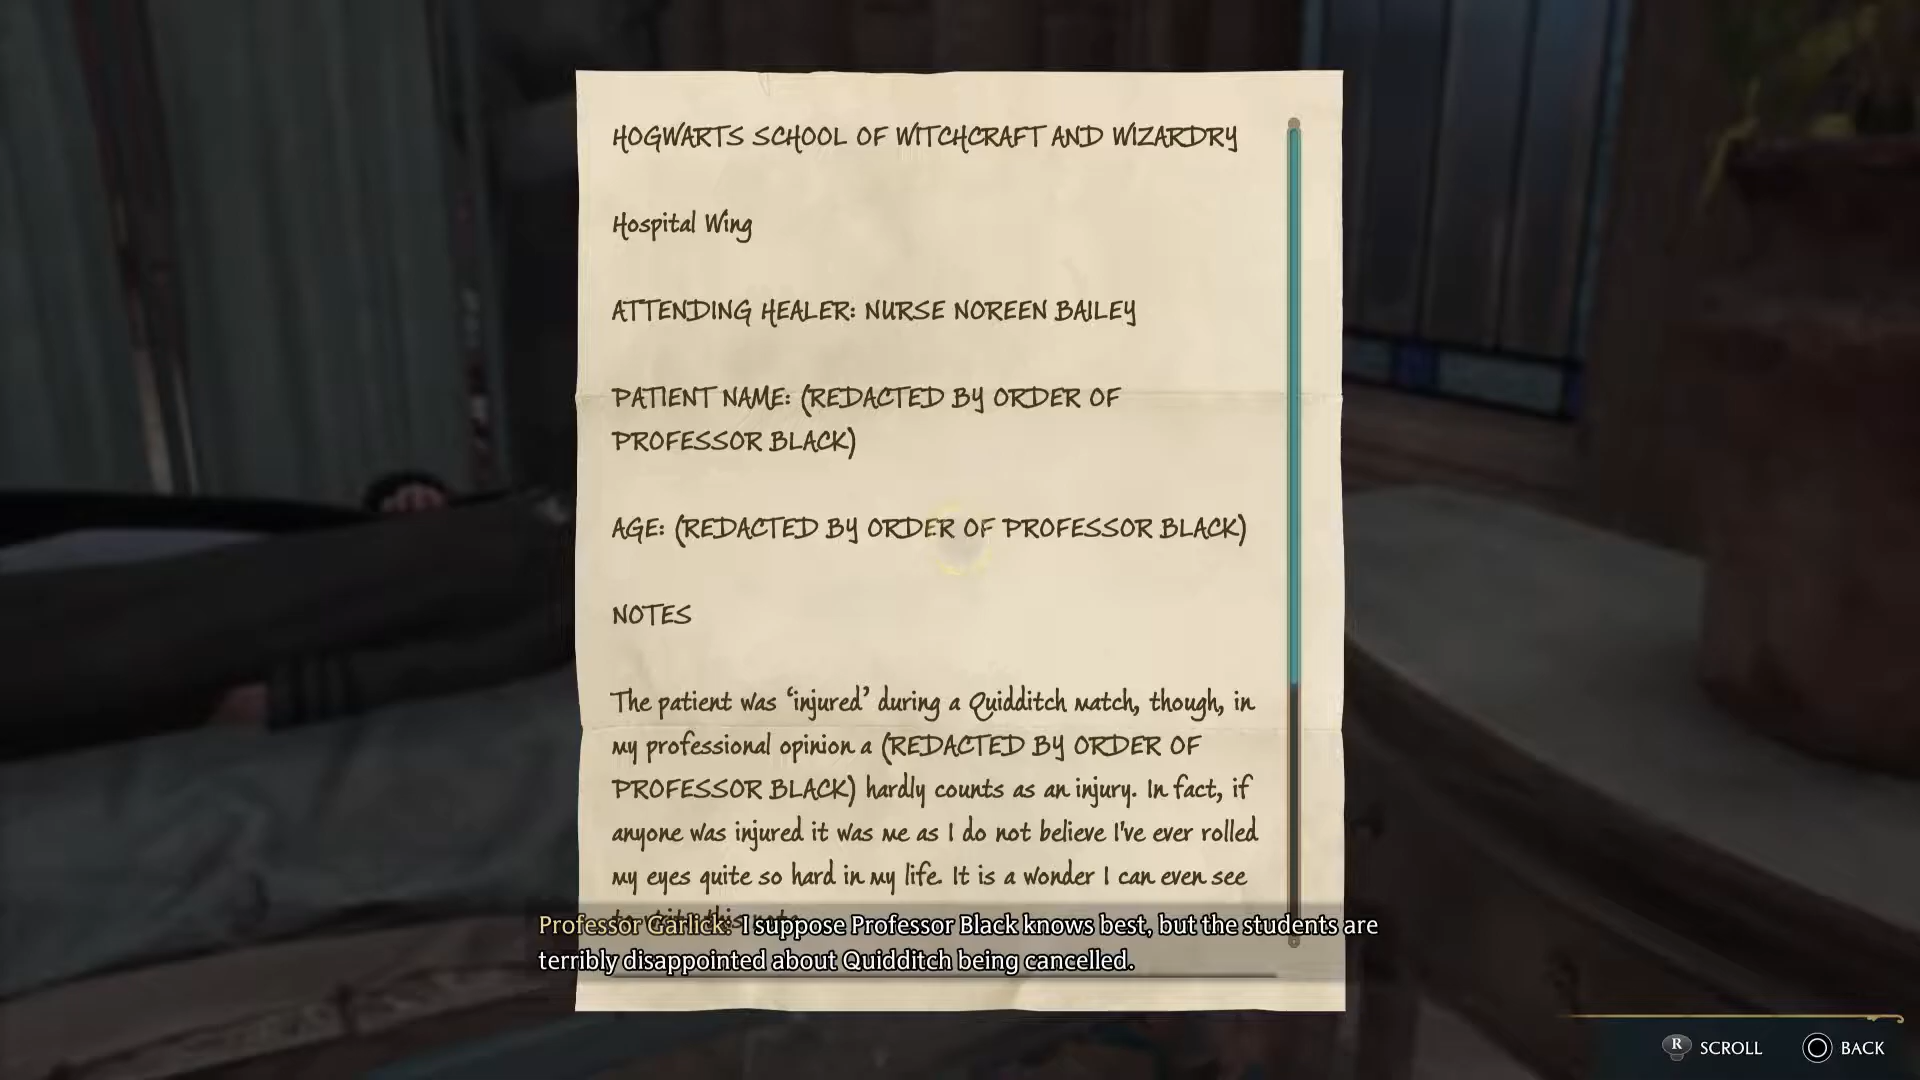 HOGWARTS SCHOOL OF WITCHCRAFT AND WIZARDRY
Hospital Wing
ATTENDING HEALER: NURSE NOREEN BAILEY
PATIENT NAME: (REDACTED BY ORDER OF
PROFESSOR BLACK)
AGE: (REDACTED BY ORDER OF PROFESSOR BLACK)
NOTES
The patient was ‘injured’ during a Quidditch match, though, in
my professional opinion a (REDACTED BY ORDER OF
PROFESSOR BLACK) hardly counts as an injury. In fact, if
anyone was injured it was me as I do not believe I've ever rolled
my eyes quite so hard in my life. It is a wonder I can even see
to write this note.
Professor Garlick: I suppose Professor Black knows best, but the students are
terribly disappointed about Quidditch being cancelled.
R SCROLL BACK